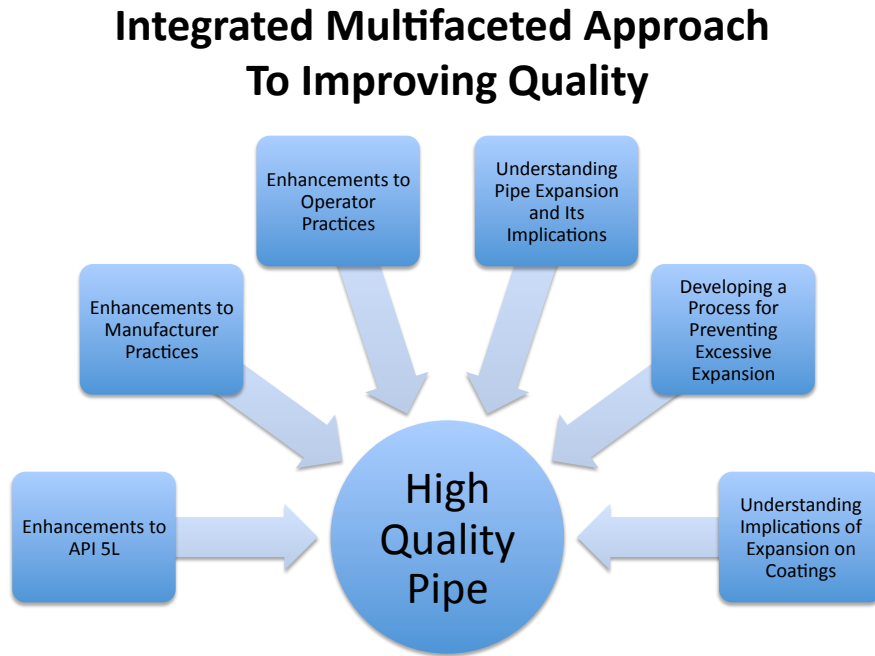 Integrated Multifaceted Approach
To Improving Quality
Enhancements to
Operator
Practices
Understanding
Pipe Expansion
and Its
Implications
Enhancements to
Manufacturer
Practices
Developing a
Process for
Preventing
Excessive
Expansion
Enhancements to
API 5L
High
Quality
Pipe
Understanding
Implications of
Expansion on
Coatings